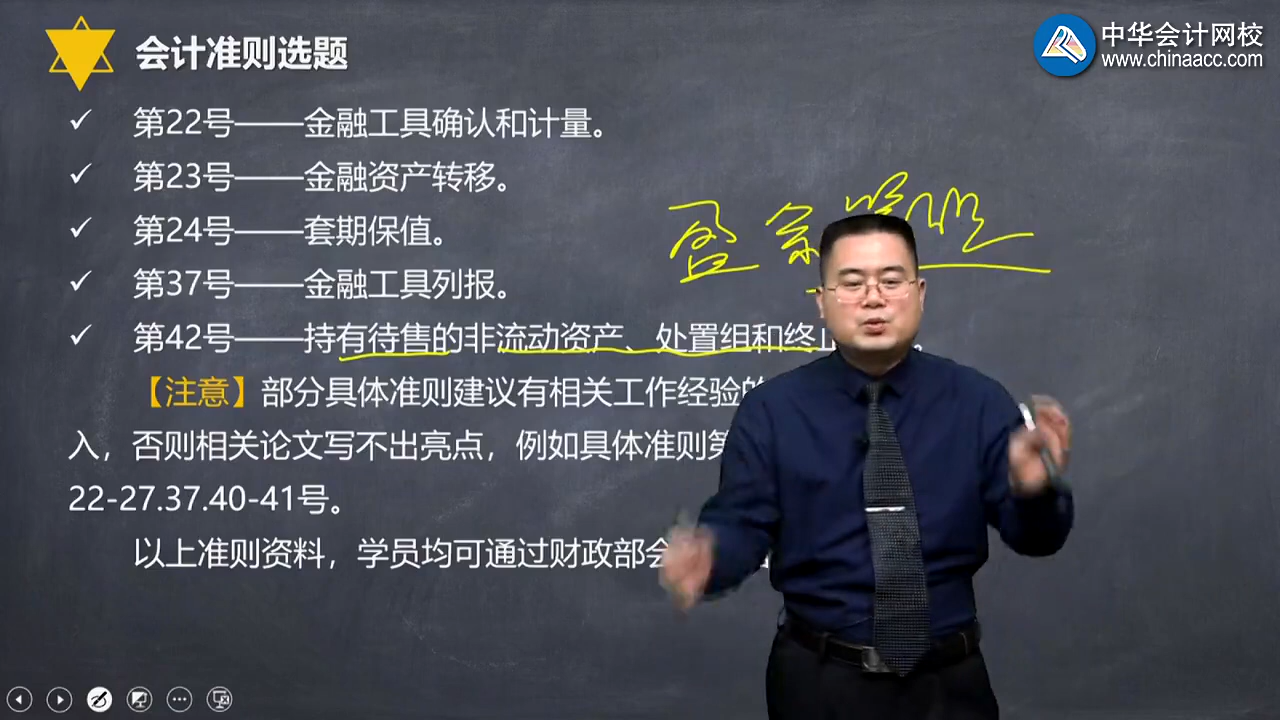 会计准则选题
中华会计网校
www.chinaacc.com
✓ 第22号——金融工具确认和计量。
✓ 第23号——金融资产转移。
✓ 第24号——套期保值。
✓ 第37号——金融工具列报。
✓ 第42号——持有待售的非流动资产、处置组和终
【注意】部分具体准则建议有相关工作经验的
入，否则相关论文写不出亮点，例如具体准则第
22-27.37.40-41号。
以上准则资料，学员均可通过财政部会